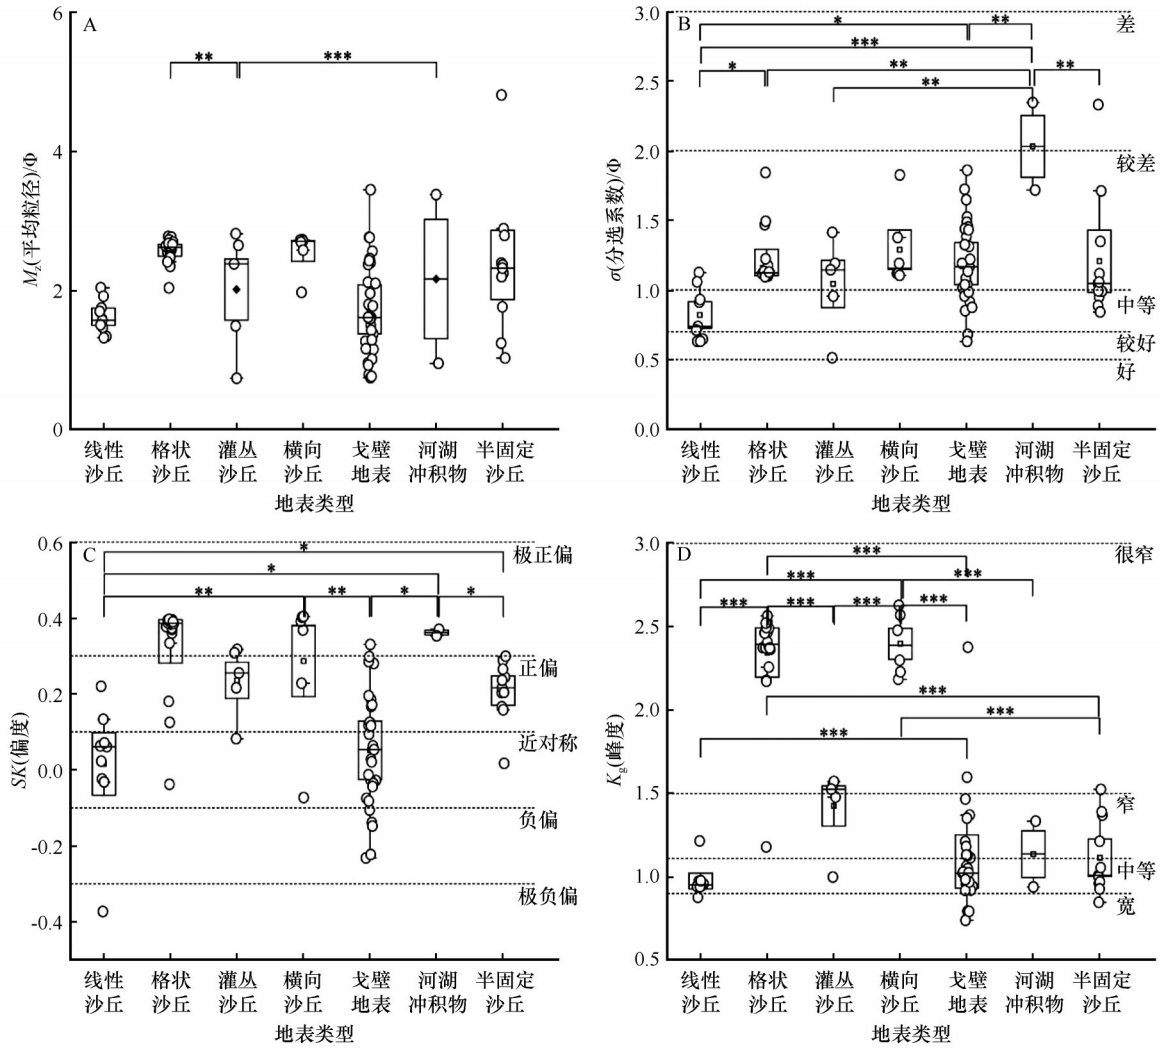 A
6
4
2
0
Mz(平均粒径)/Φ
** ***
线性沙丘 格状沙丘 灌丛沙丘 横向沙丘 戈壁地表 河湖冲积物 半固定沙丘
地表类型
B
3.0
2.5
2.0
1.5
1.0
0.5
0.0
σ(分选系数)/Φ
* **
***
* ** **
**
差
较差
中等
较好
好
线性沙丘 格状沙丘 灌丛沙丘 横向沙丘 戈壁地表 河湖冲积物 半固定沙丘
地表类型
C
0.6
0.4
0.2
0.0
-0.2
-0.4
SK(偏度)
*
*
** ** * *
极正偏
正偏
近对称
负偏
极负偏
线性沙丘 格状沙丘 灌丛沙丘 横向沙丘 戈壁地表 河湖冲积物 半固定沙丘
地表类型
D
3.0
2.5
2.0
1.5
1.0
0.5
Kg(峰度)
***
*** ***
*** *** *** ***
***
***
***
很窄
窄
中等
宽
线性沙丘 格状沙丘 灌丛沙丘 横向沙丘 戈壁地表 河湖冲积物 半固定沙丘
地表类型